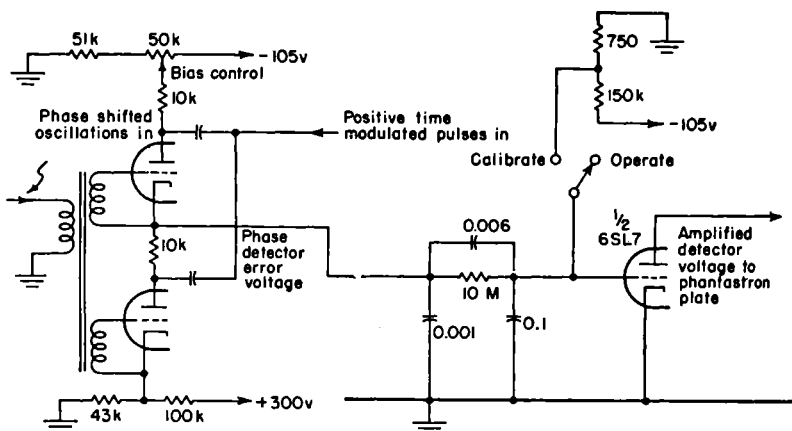 51k
50k
-105v
Bias control
10k
Phase shifted
oscillations in
Positive time
modulated pulses in
750
150k
-105v
Calibrate
Operate
10k
Phase
detector
error
voltage
0.006
10 M
0.001
0.1
1/2
6SL7
Amplified
detector
voltage to
phantastron
plate
43k
100k
+300v